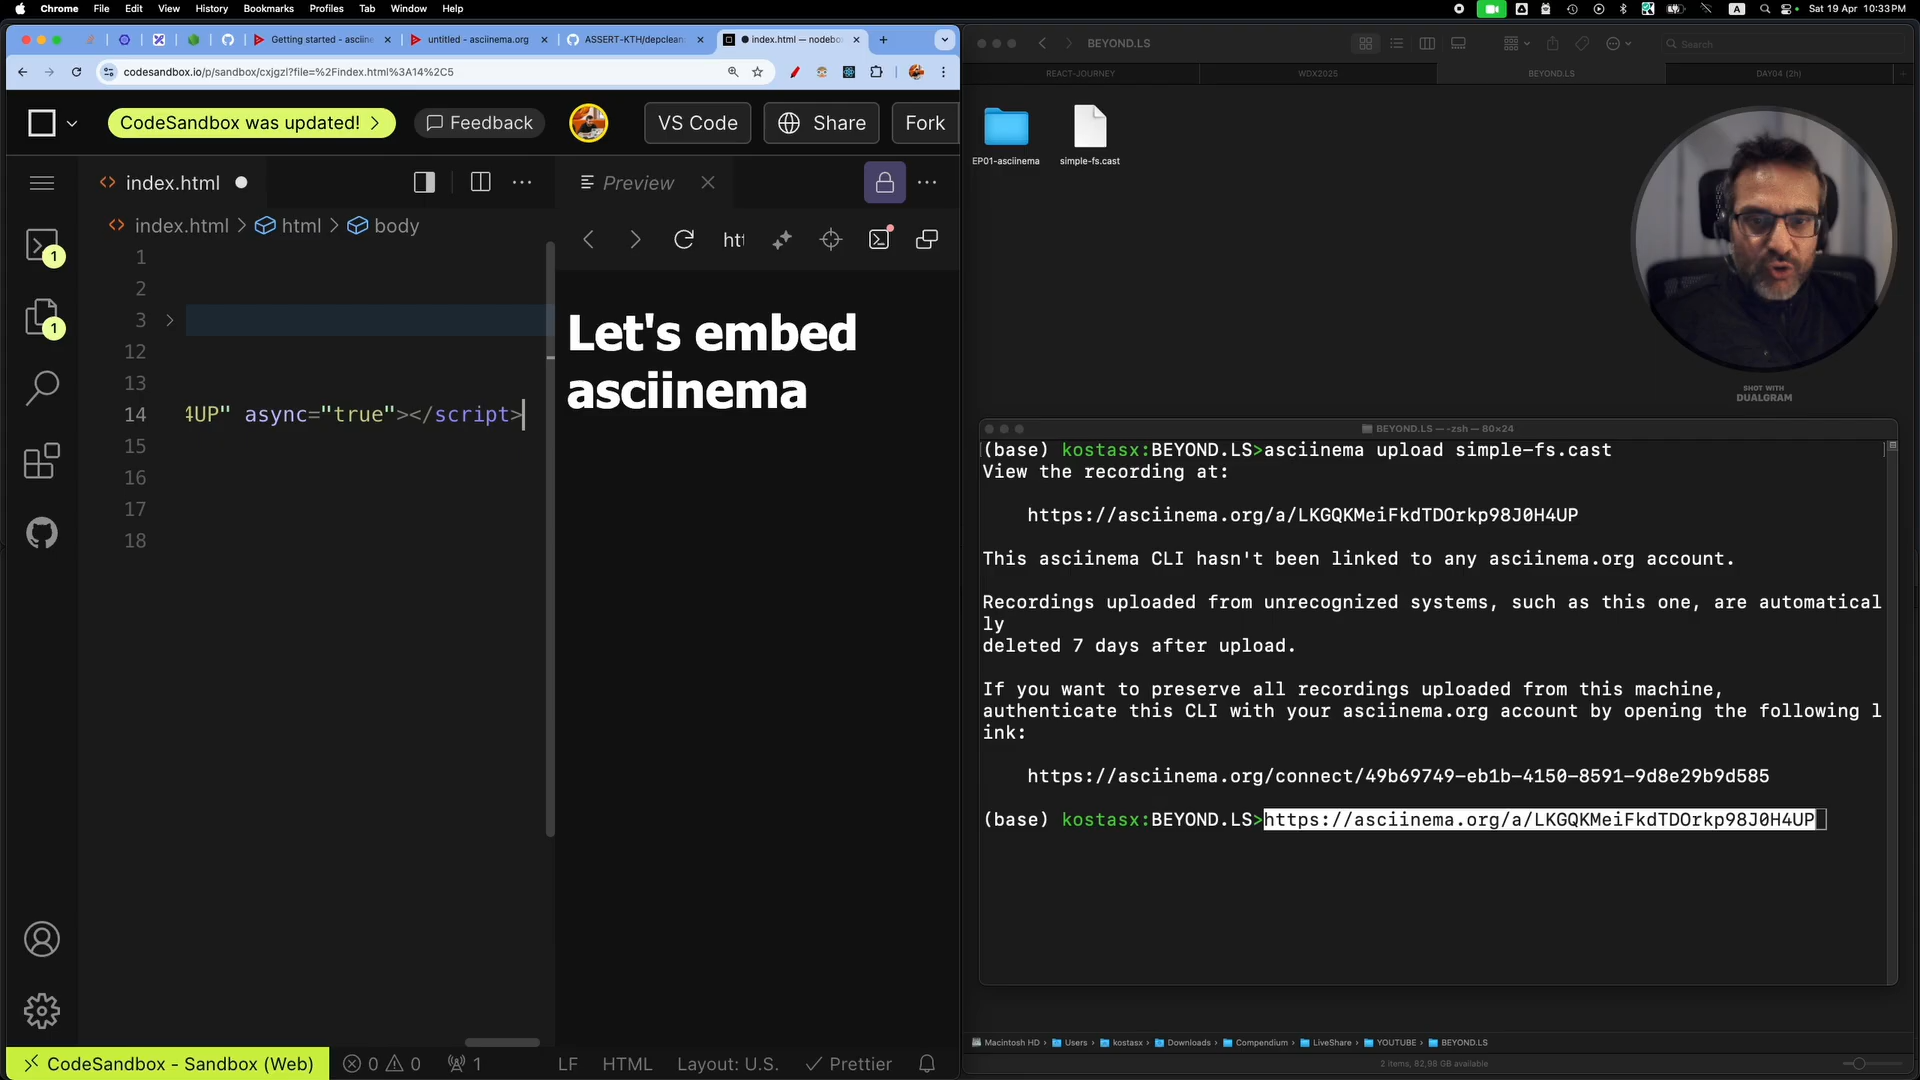 Chrome File Edit View History Bookmarks Profiles Tab Window Help
A Sat 19 Apr 10:33PM
Getting started - asciine
untitled - asciinema.org
ASSERT-KTH/depclean
index.html — nodebo
codesandbox.io/p/sandbox/cxjgzl?file=%2Findex.html%3A14%2C5
CodeSandbox was updated!
Feedback
VS Code
Share
Fork
index.html
Preview
index.html
html
body
htt
1
1
1
2
3
12
13
14 4UP" async="true"></script>
15
16
17
18
Let's embed
asciinema
CodeSandbox - Sandbox (Web)
0 0
1
LF
HTML
Layout: U.S.
Prettier
BEYOND.LS
Search
REACT-JOURNEY
WDX2025
BEYOND.LS
DAY04 (2h)
EP01-asciinema
simple-fs.cast
SHOT WITH
DUALGRAM
BEYOND.LS — -zsh — 80×24
(base) kostasx:BEYOND.LS>asciinema upload simple-fs.cast
View the recording at:
https://asciinema.org/a/LKGQKMeiFkdTDOrkp98J0H4UP
This asciinema CLI hasn't been linked to any asciinema.org account.
Recordings uploaded from unrecognized systems, such as this one, are automatical
ly
deleted 7 days after upload.
If you want to preserve all recordings uploaded from this machine,
authenticate this CLI with your asciinema.org account by opening the following l
ink:
https://asciinema.org/connect/49b69749-eb1b-4150-8591-9d8e29b9d585
(base) kostasx:BEYOND.LS>https://asciinema.org/a/LKGQKMeiFkdTDOrkp98J0H4UP
Macintosh HD › Users › kostasx › Downloads › Compendium › LiveShare › YOUTUBE › BEYOND.LS
2 items, 82,98 GB available